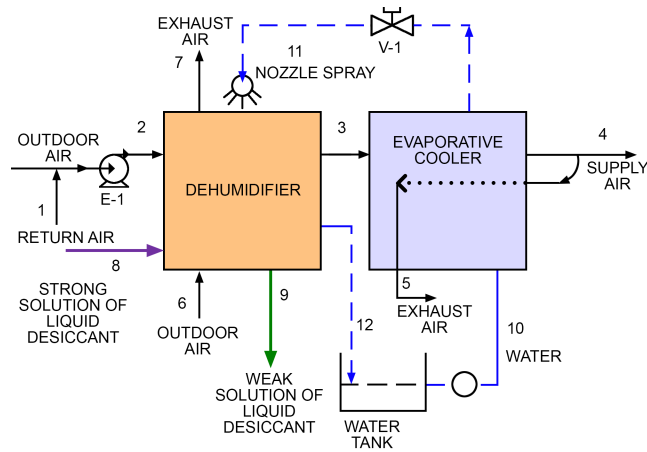 EXHAUST
AIR
7
11
NOZZLE SPRAY
V-1
OUTDOOR
AIR
2
3
4
E-1
DEHUMIDIFIER
EVAPORATIVE
COOLER
SUPPLY
AIR
1
RETURN AIR
8
STRONG
SOLUTION OF
LIQUID
DESICCANT
6
OUTDOOR
AIR
9
5
EXHAUST
AIR
12
10
WATER
WEAK
SOLUTION OF
LIQUID
DESICCANT
WATER
TANK